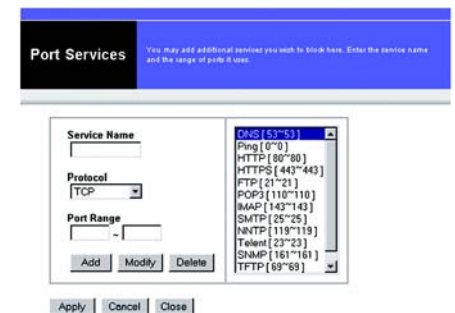 Port Services
You may add additional services you wish to block here. Enter the service name
and the range of ports it uses.
Service Name
Protocol
TCP
Port Range
~
Add Modify Delete
DNS [ 53~53 ]
Ping [ 0~0 ]
HTTP [ 80~80 ]
HTTPS [ 443~443 ]
FTP [ 21~21 ]
POP3 [ 110~110 ]
IMAP [ 143~143 ]
SMTP [ 25~25 ]
NNTP [ 119~119 ]
Telent [ 23~23 ]
SNMP [ 161~161 ]
TFTP [ 69~69 ]
Apply Cancel Close